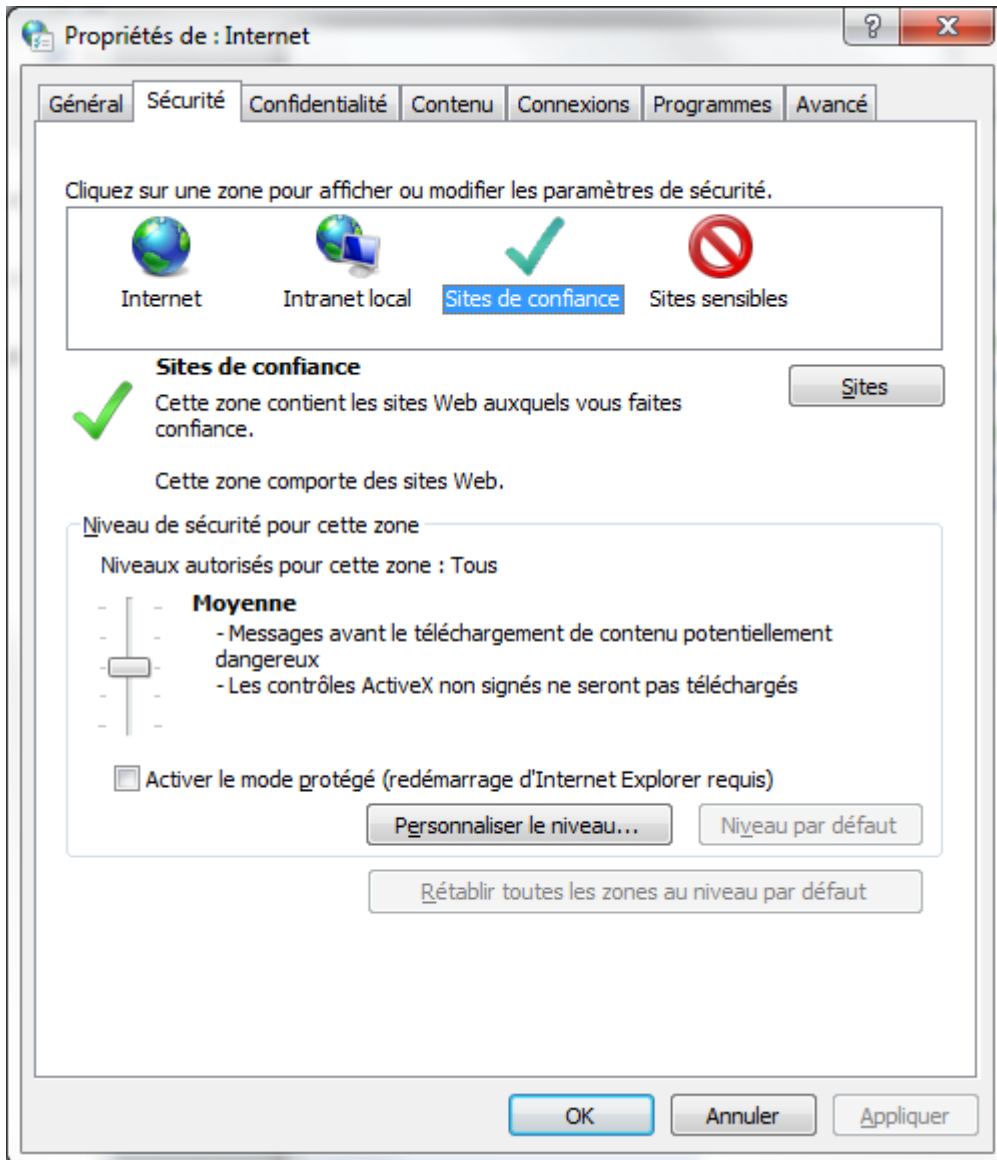 Propriétés de : Internet
Général Sécurité Confidentialité Contenu Connexions Programmes Avancé
Cliquez sur une zone pour afficher ou modifier les paramètres de sécurité.
Internet Intranet local Sites de confiance Sites sensibles
Sites de confiance
Sites
Cette zone contient les sites Web auxquels vous faites
confiance.
Cette zone comporte des sites Web.
Niveau de sécurité pour cette zone
Niveaux autorisés pour cette zone : Tous
Moyenne
- Messages avant le téléchargement de contenu potentiellement
dangereux
- Les contrôles ActiveX non signés ne seront pas téléchargés
Activer le mode protégé (redémarrage d'Internet Explorer requis)
Personnaliser le niveau... Niveau par défaut
Rétablir toutes les zones au niveau par défaut
OK Annuler Appliquer